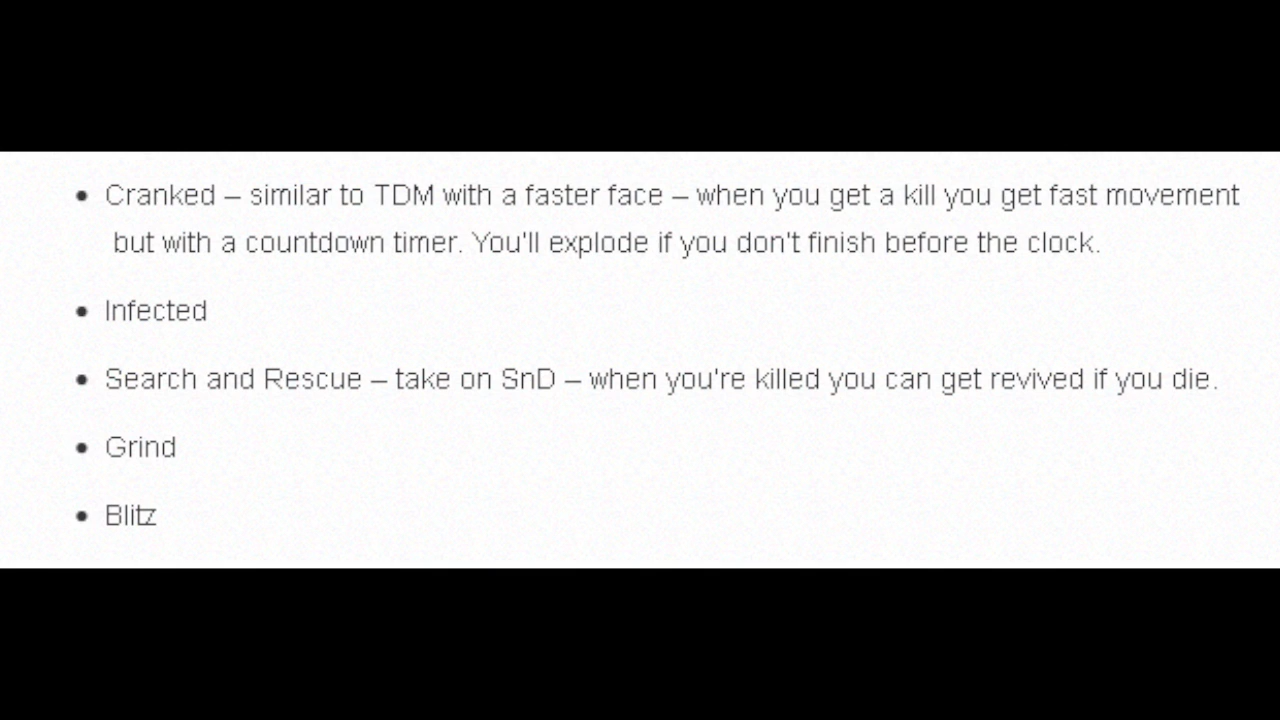 • Cranked – similar to TDM with a faster face – when you get a kill you get fast movement
but with a countdown timer. You'll explode if you don't finish before the clock.
• Infected
• Search and Rescue – take on SnD – when you're killed you can get revived if you die.
• Grind
• Blitz